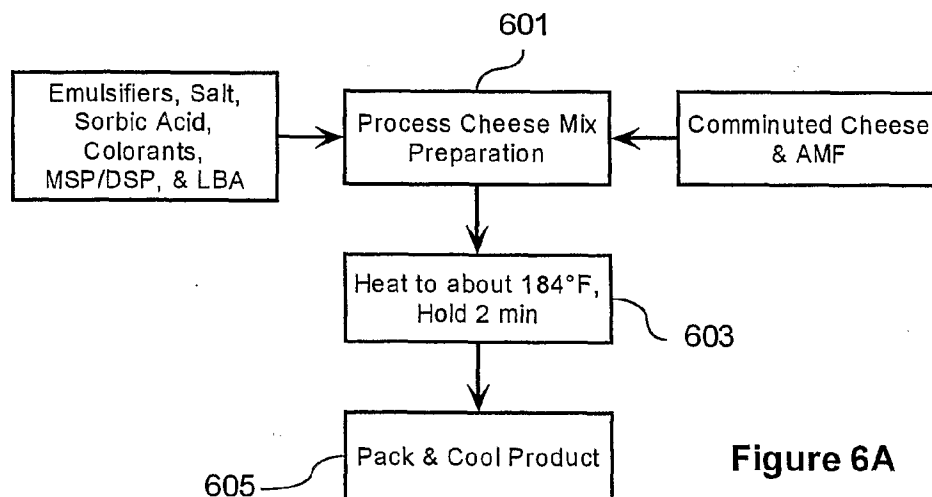 601
Emulsifiers, Salt,
Sorbic Acid,
Colorants,
MSP/DSP, & LBA
Process Cheese Mix
Preparation
Comminuted Cheese
& AMF
Heat to about 184°F,
Hold 2 min
603
Pack & Cool Product
605
Figure 6A